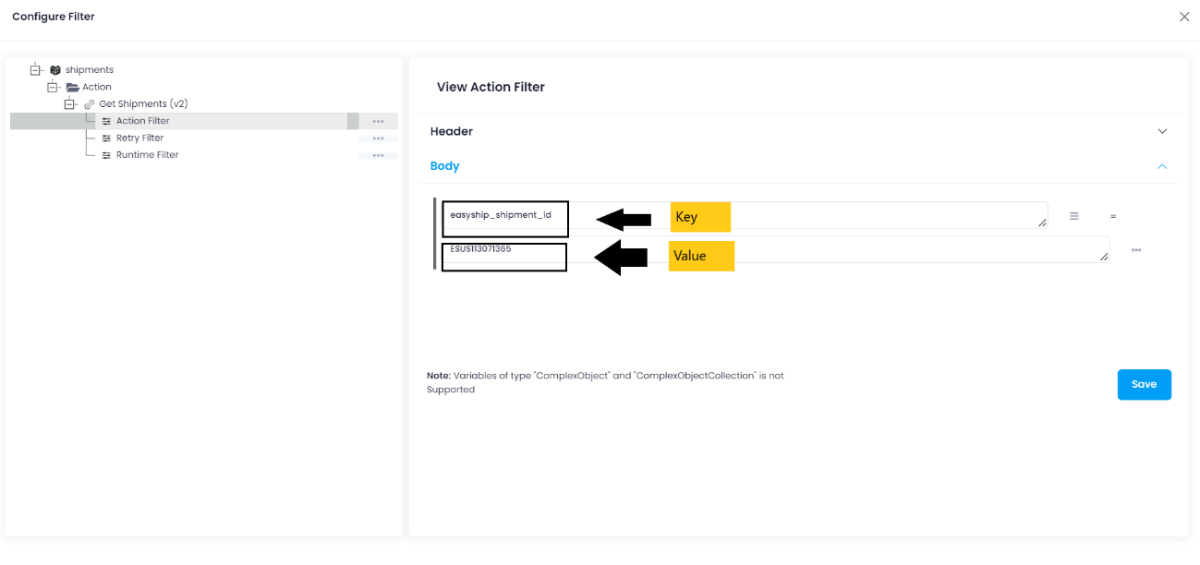 Configure Filter
shipments
Action
Get Shipments (v2)
Action Filter
Retry Filter
Runtime Filter
View Action Filter
Header
Body
easyship_shipment_id
Key
=
ESUS113071365
Value
Note: Variables of type "ComplexObject" and "ComplexObjectCollection" is not
Supported
Save